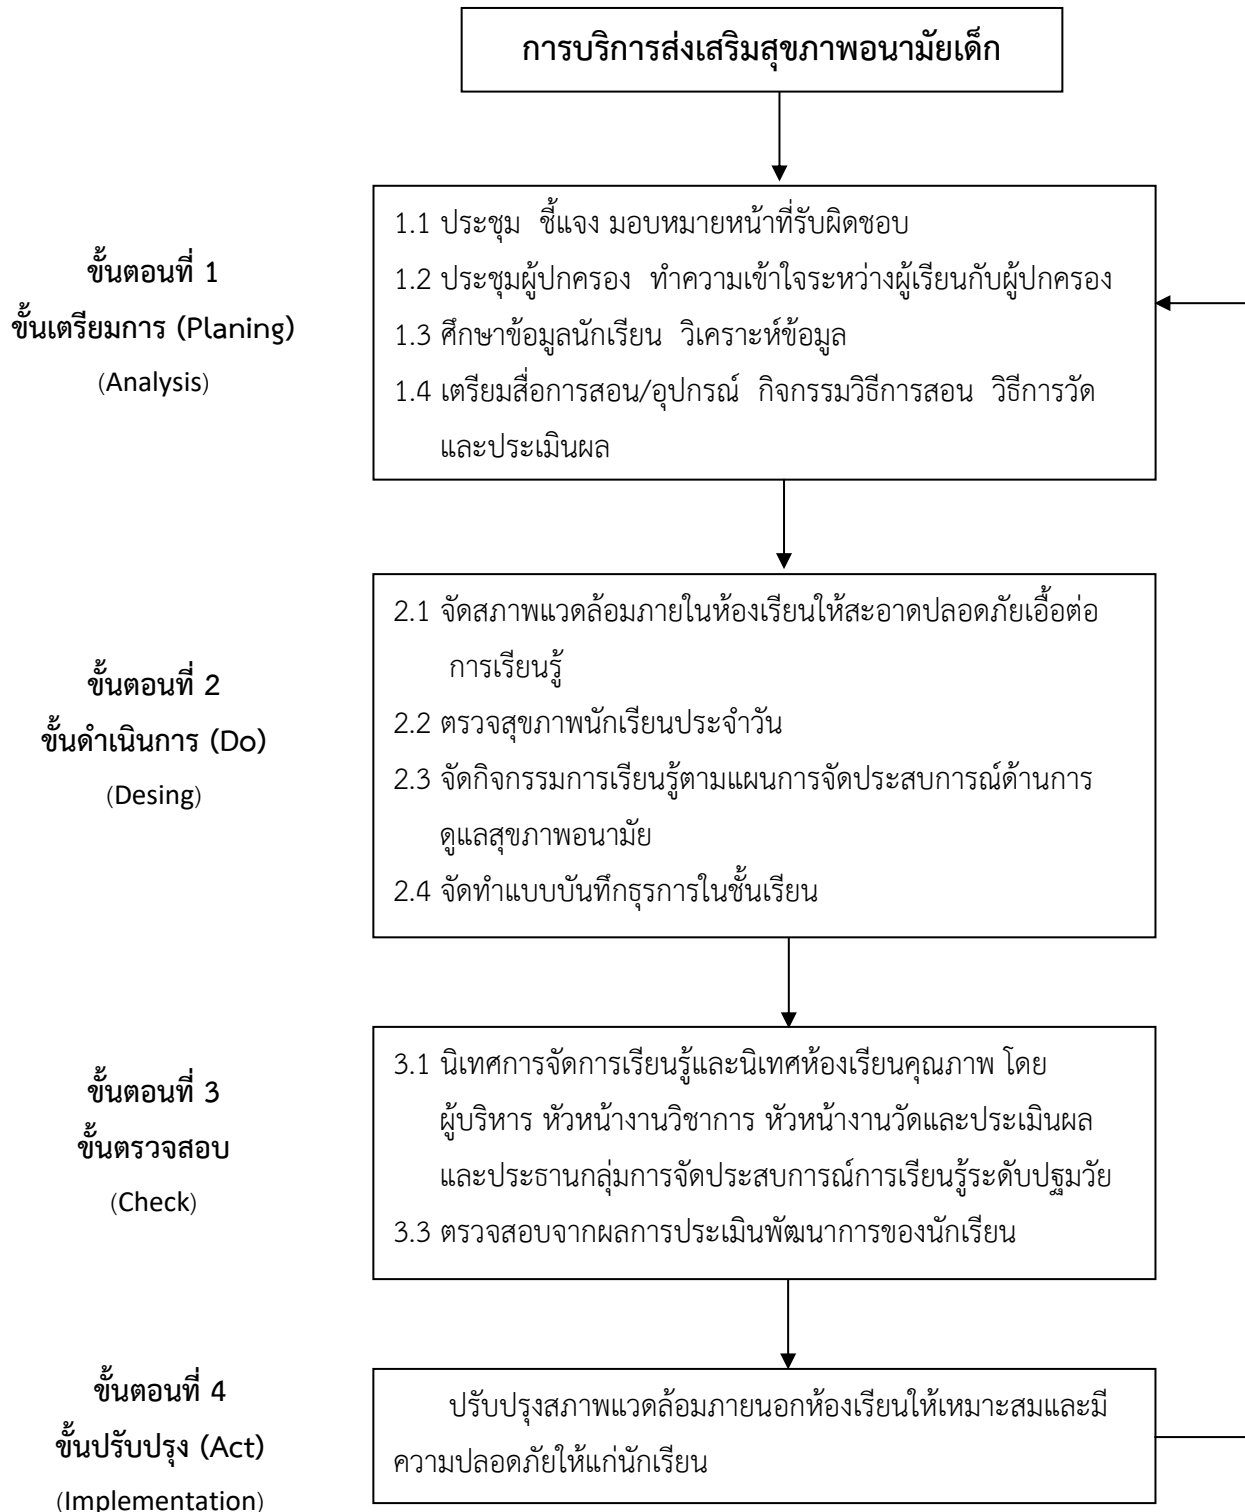 การบริการส่งเสริมสุขภาพอนามัยเด็ก
ขั้นตอนที่ 1
ขั้นเตรียมการ (Planing)
(Analysis)
1.1 ประชุม ชี้แจง มอบหมายหน้าที่รับผิดชอบ
1.2 ประชุมผู้ปกครอง ทำความเข้าใจระหว่างผู้เรียนกับผู้ปกครอง
1.3 ศึกษาข้อมูลนักเรียน วิเคราะห์ข้อมูล
1.4 เตรียมสื่อการสอน/อุปกรณ์ กิจกรรมวิธีการสอน วิธีการวัด
และประเมินผล
ขั้นตอนที่ 2
ขั้นดำเนินการ (Do)
(Desing)
2.1 จัดสภาพแวดล้อมภายในห้องเรียนให้สะอาดปลอดภัยเอื้อต่อ
การเรียนรู้
2.2 ตรวจสุขภาพนักเรียนประจำวัน
2.3 จัดกิจกรรมการเรียนรู้ตามแผนการจัดประสบการณ์ด้านการ
ดูแลสุขภาพอนามัย
2.4 จัดทำแบบบันทึกธุรการในชั้นเรียน
ขั้นตอนที่ 3
ขั้นตรวจสอบ
(Check)
3.1 นิเทศการจัดการเรียนรู้และนิเทศห้องเรียนคุณภาพ โดย
ผู้บริหาร หัวหน้างานวิชาการ หัวหน้างานวัดและประเมินผล
และประธานกลุ่มการจัดประสบการณ์การเรียนรู้ระดับปฐมวัย
3.3 ตรวจสอบจากผลการประเมินพัฒนาการของนักเรียน
ขั้นตอนที่ 4
ขั้นปรับปรุง (Act)
(Implementation)
ปรับปรุงสภาพแวดล้อมภายนอกห้องเรียนให้เหมาะสมและมี
ความปลอดภัยให้แก่นักเรียน